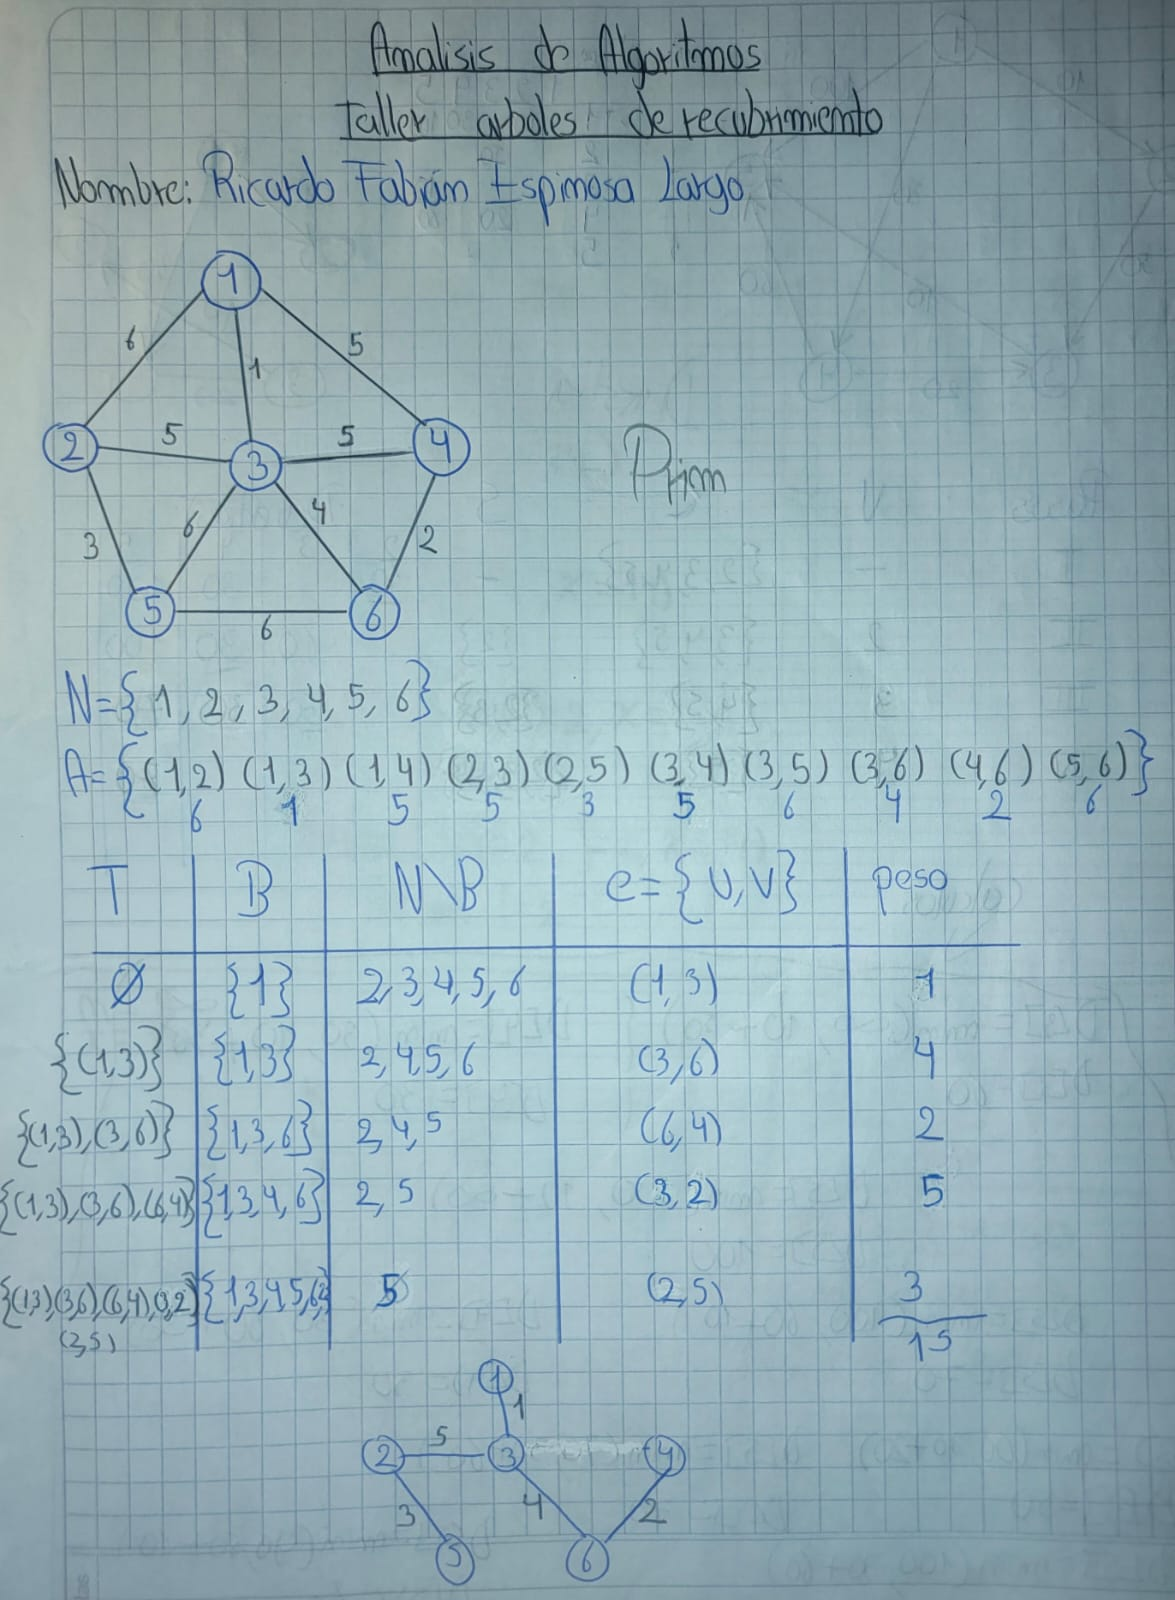 Analisis de Algoritmos
Taller arboles de recubrimiento
Nombre: Ricardo Fabián Espinosa Largo
1
6 1 5
2 5 3 5 4
Prim
3 6 4 2
5 6 6
N={1, 2, 3, 4, 5, 6}
A={(1,2) (1,3) (1,4) (2,3) (2,5) (3,4) (3,5) (3,6) (4,6) (5,6)}
6 1 5 5 3 5 6 4 2 6
T B N\B e={U,V} peso
∅ {1} 2,3,4,5,6 (1,3) 1
{(1,3)} {1,3} 2,4,5,6 (3,6) 4
{(1,3),(3,6)} {1,3,6} 2,4,5 (6,4) 2
{(1,3),(3,6),(6,4)} {1,3,4,6} 2,5 (3,2) 5
{(1,3)(3,6),(6,4),(3,2) {1,3,4,5,6,2} 5 (2,5) 3
(2,5) 15
1
1
2 5 3 4
3 4 2
5 6